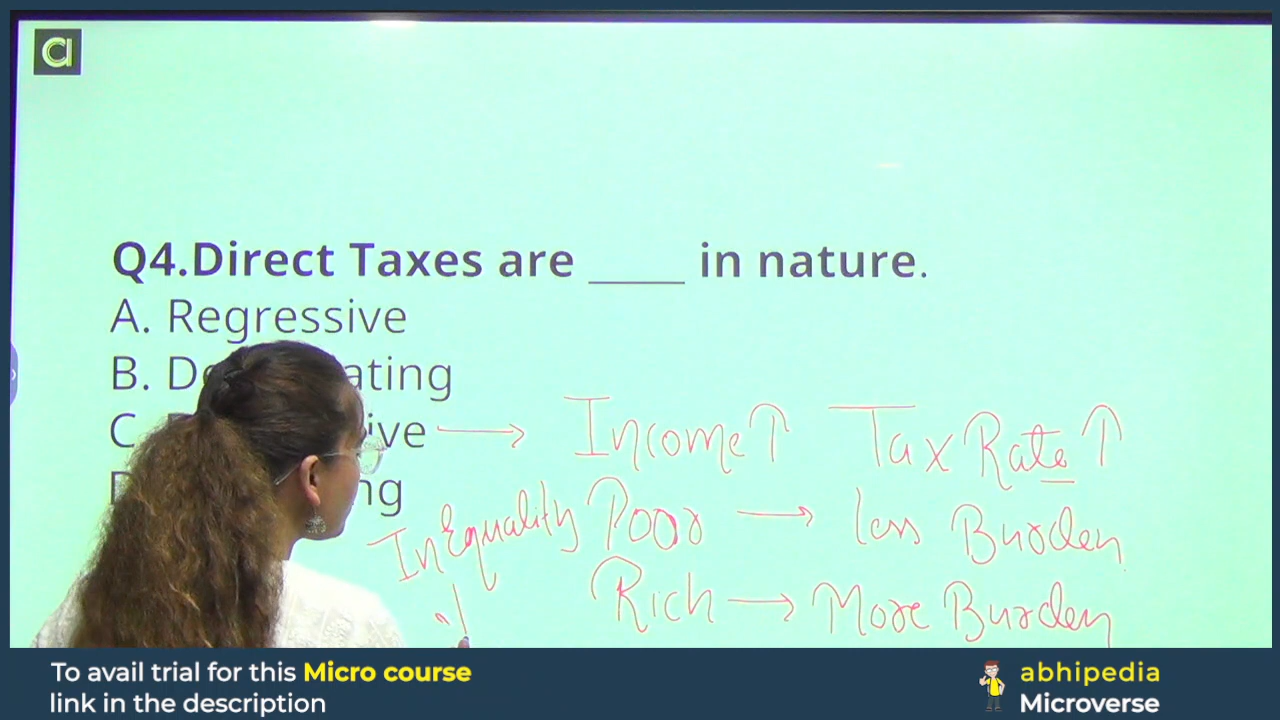 a
Q4.Direct Taxes are ____ in nature.
A. Regressive
B. De ating
C. ive → Income ↑ Tax Rate ↑
D ng
InEquality Poor → less Burden
Rich → More Burden
To avail trial for this Micro course
link in the description
abhipedia
Microverse